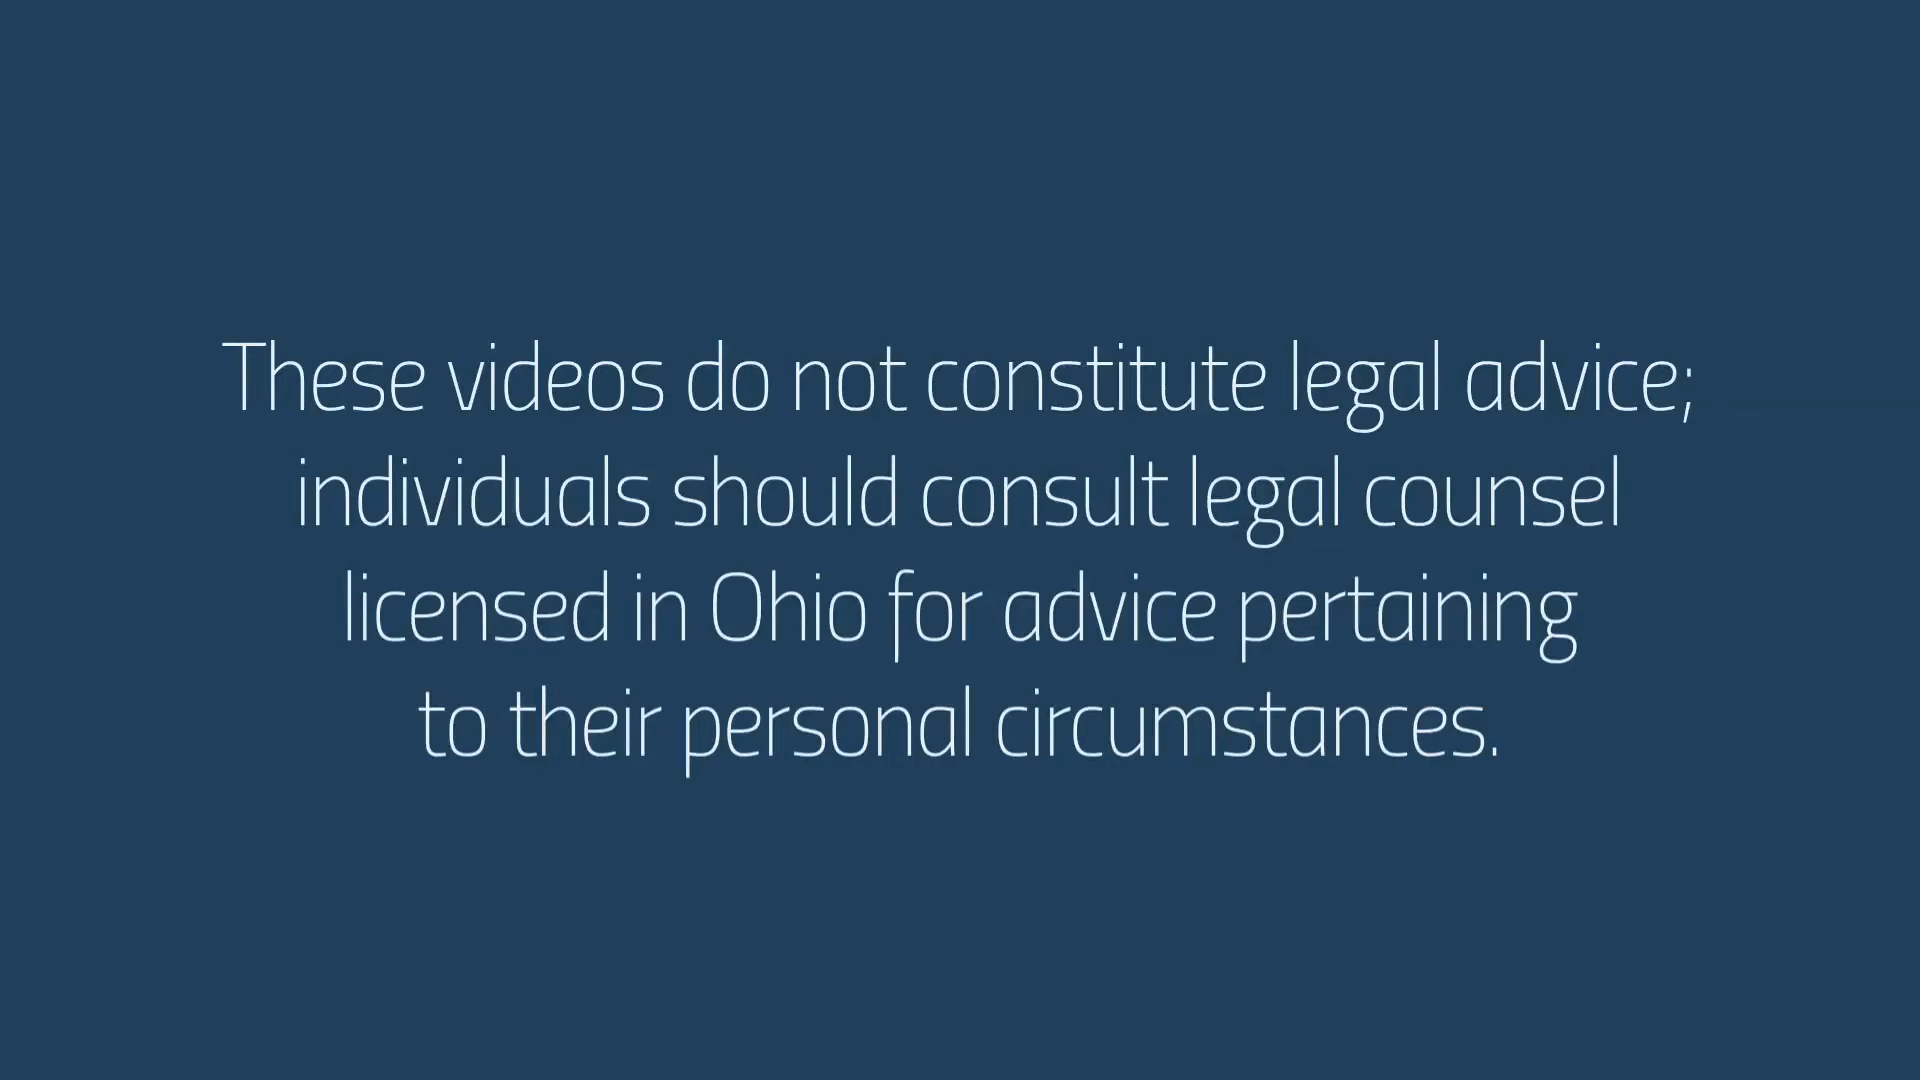 These videos do not constitute legal advice;
individuals should consult legal counsel
licensed in Ohio for advice pertaining
to their personal circumstances.